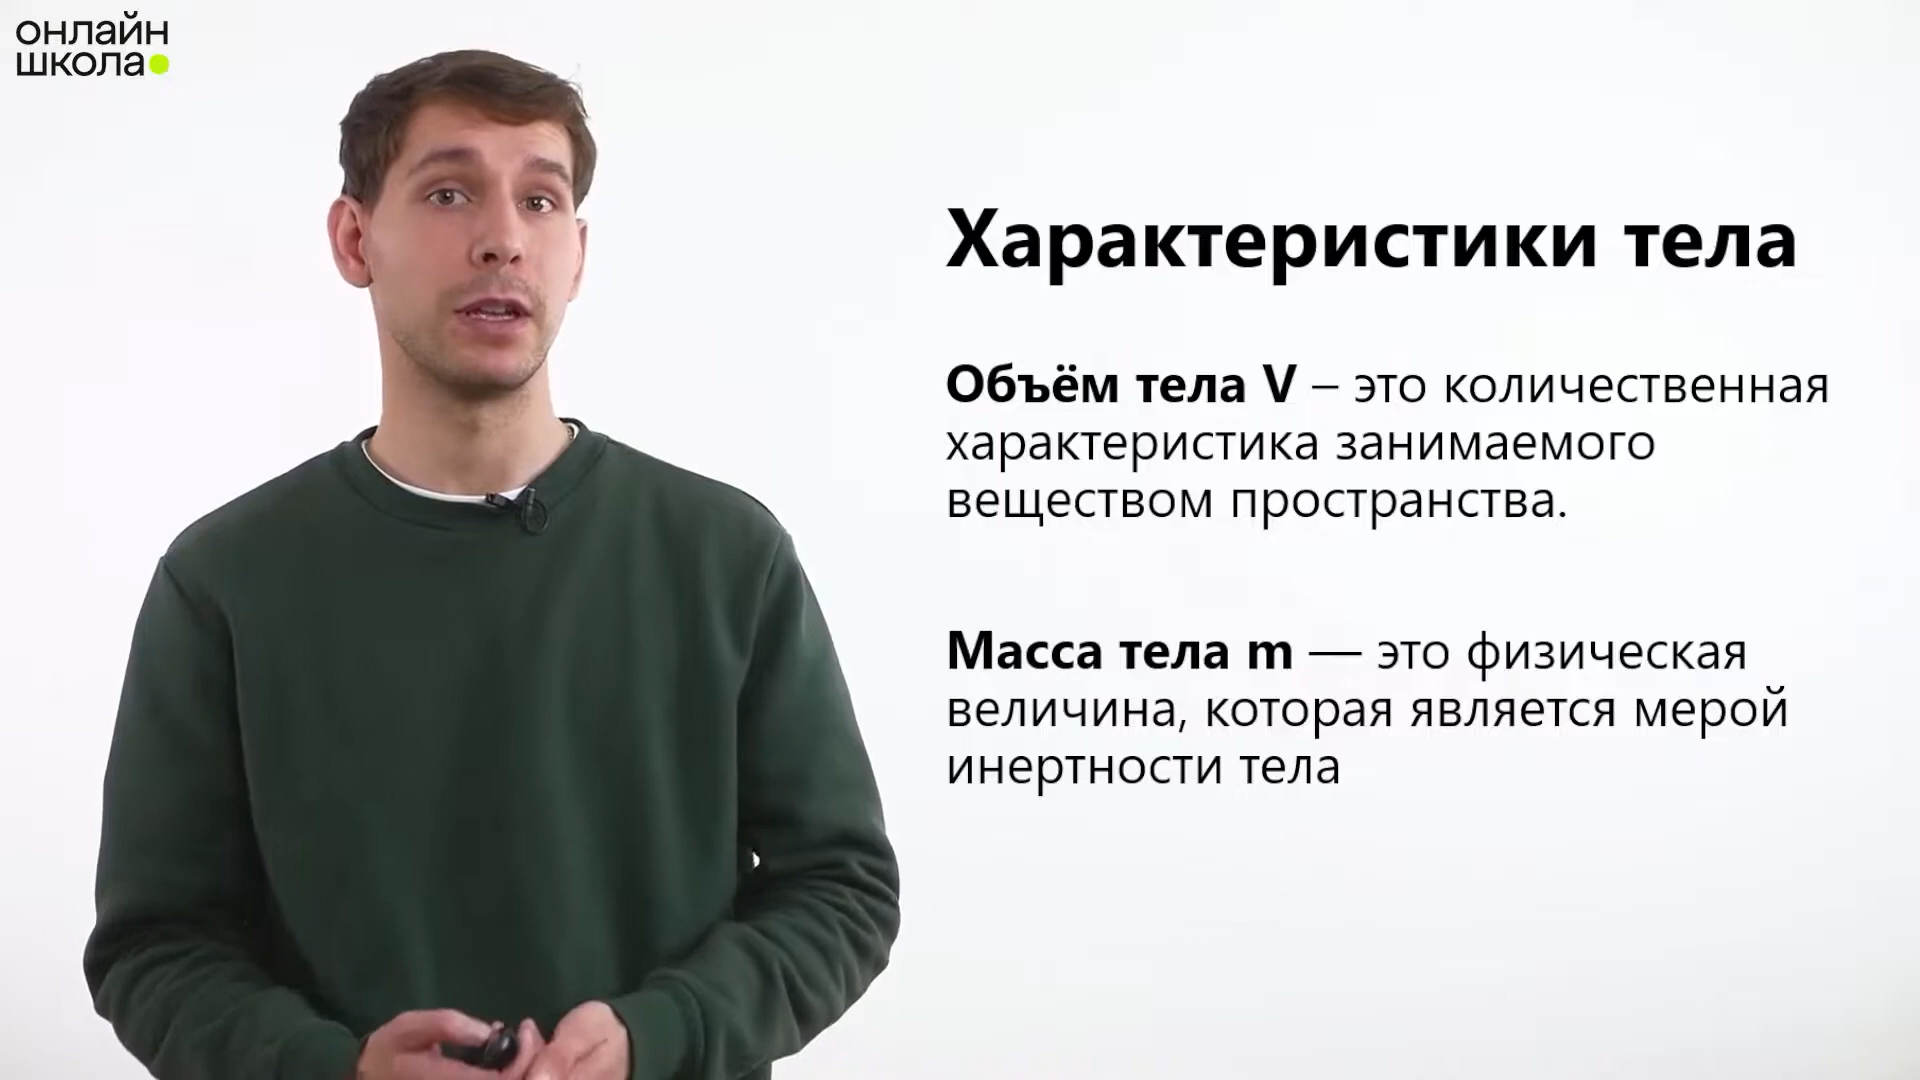 онлайн
школа
Характеристики тела
Объём тела V – это количественная
характеристика занимаемого
веществом пространства.
Масса тела m — это физическая
величина, которая является мерой
инертности тела